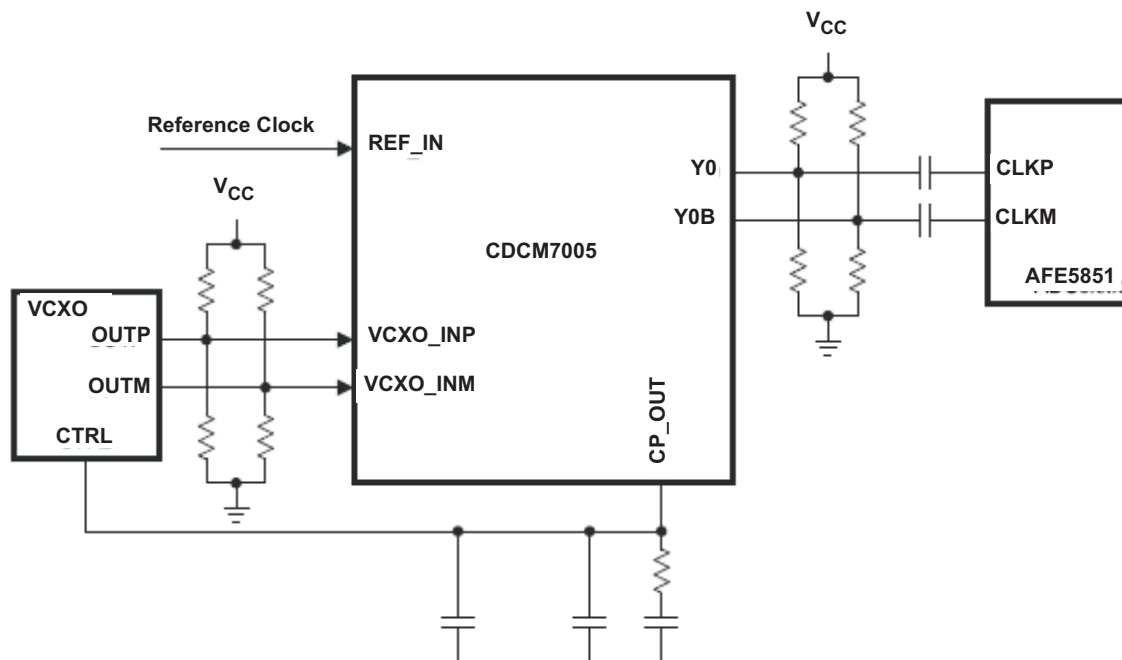 VCC
Reference Clock
REF_IN
VCC
Y0
CLKP
Y0B
CLKM
CDCM7005
AFE5851
VCXO
OUTP
VCXO_INP
OUTM
VCXO_INM
CTRL
CP_OUT